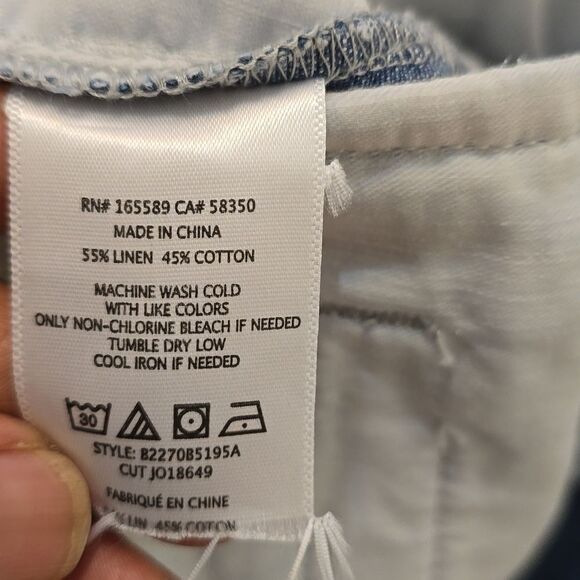 RN# 165589 CA# 58350
MADE IN CHINA
55% LINEN 45% COTTON
MACHINE WASH COLD
WITH LIKE COLORS
ONLY NON-CHLORINE BLEACH IF NEEDED
TUMBLE DRY LOW
COOL IRON IF NEEDED
30
STYLE: B2270B5195A
CUT JO18649
FABRIQUÉ EN CHINE
% LIN 45% COTON